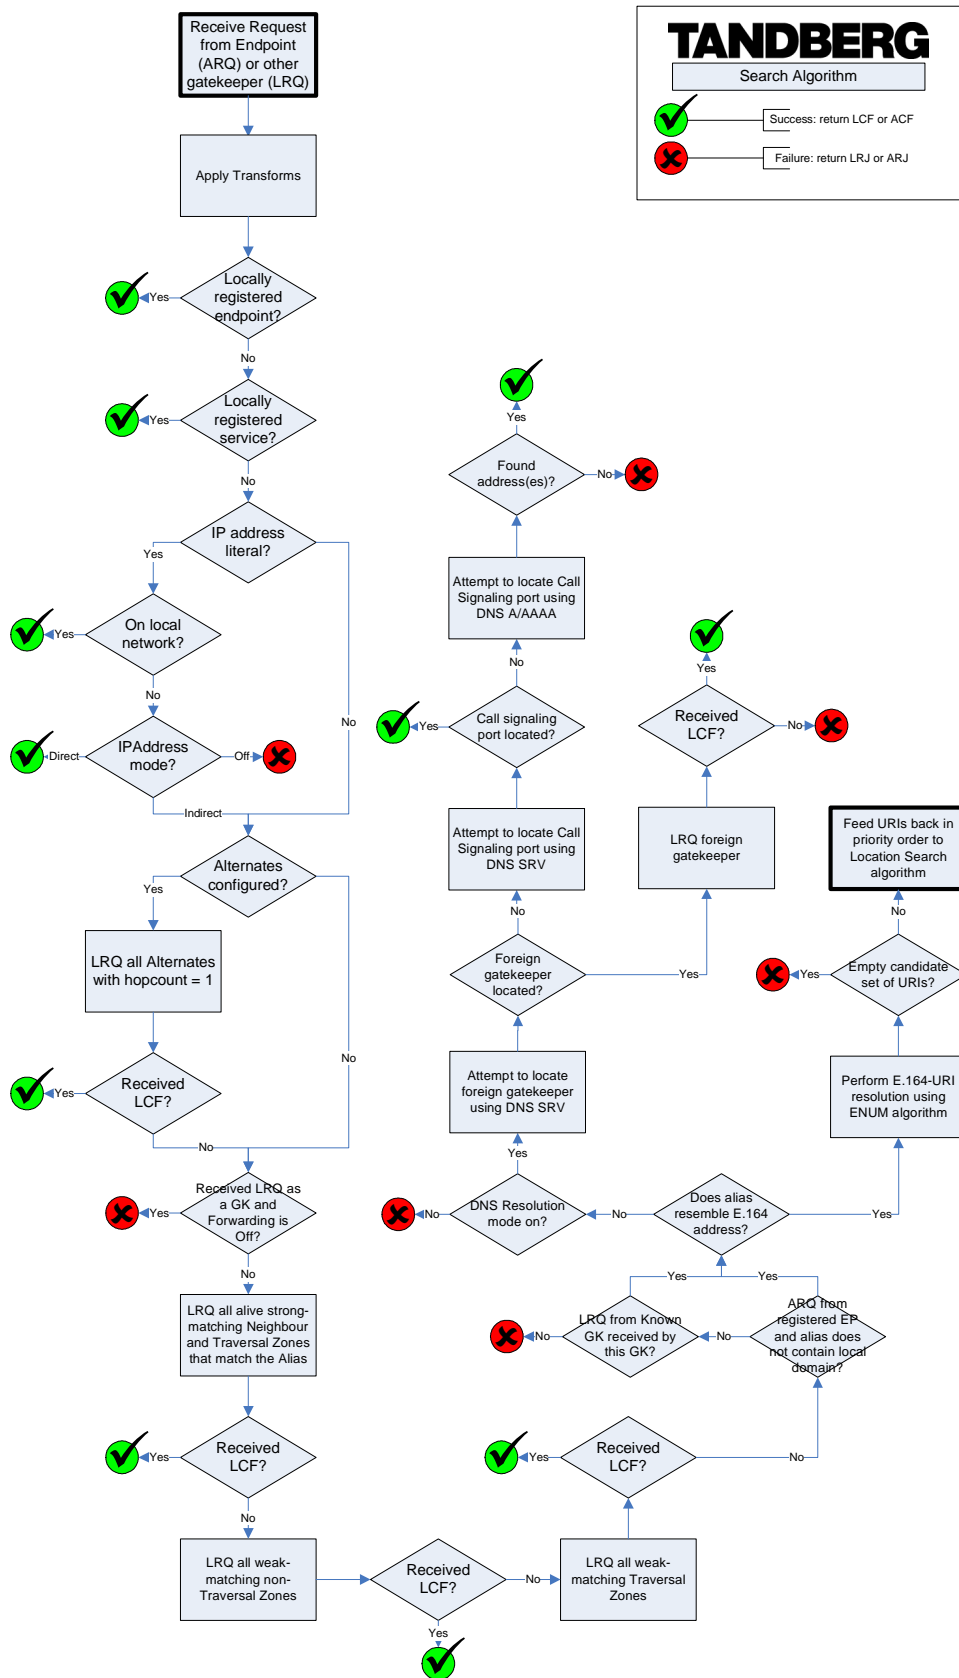 Receive Request
from Endpoint
(ARQ) or other
gatekeeper (LRQ)
TANDBERG
Search Algorithm
Success: return LCF or ACF
Failure: return LRJ or ARJ
Apply Transforms
Locally
registered
endpoint?
Yes
No
Locally
registered
service?
Yes
No
IP address
literal?
Yes
No
On local
network?
Yes
No
IPAddress
mode?
Direct
Off
Indirect
Alternates
configured?
Yes
No
LRQ all Alternates
with hopcount = 1
Received
LCF?
Yes
No
Received LRQ as
a GK and
Forwarding is
Off?
Yes
No
LRQ all alive strong-
matching Neighbour
and Traversal Zones
that match the Alias
Received
LCF?
Yes
No
LRQ all weak-
matching non-
Traversal Zones
Received
LCF?
No
Yes
LRQ all weak-
matching Traversal
Zones
Received
LCF?
Yes
No
ARQ from
registered EP
and alias does
not contain local
domain?
Yes
No
LRQ from Known
GK received by
this GK?
Yes
No
Does alias
resemble E.164
address?
No
Yes
DNS Resolution
mode on?
No
Yes
Attempt to locate
foreign gatekeeper
using DNS SRV
Foreign
gatekeeper
located?
No
Yes
Attempt to locate Call
Signaling port using
DNS SRV
Call signaling
port located?
Yes
No
Attempt to locate Call
Signaling port using
DNS A/AAAA
Found
address(es)?
Yes
No
LRQ foreign
gatekeeper
Received
LCF?
Yes
No
Perform E.164-URI
resolution using
ENUM algorithm
Empty candidate
set of URIs?
Yes
No
Feed URIs back in
priority order to
Location Search
algorithm